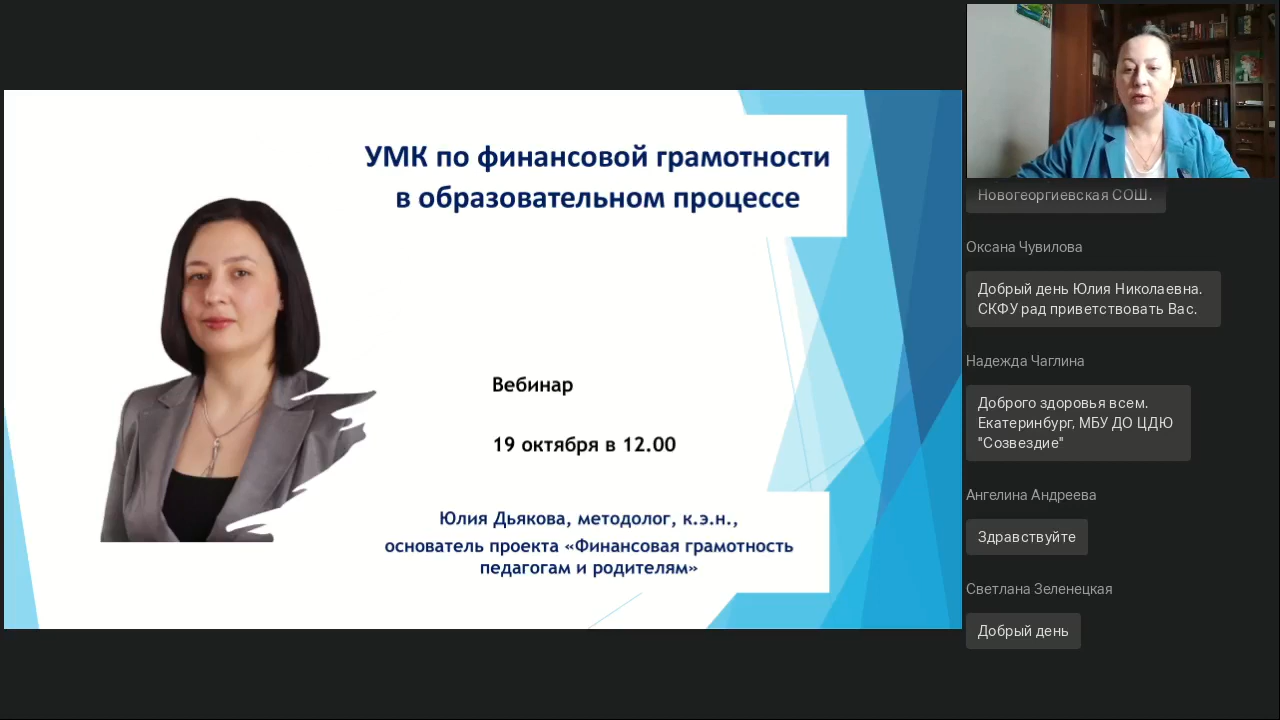 УМК по финансовой грамотности
в образовательном процессе
Вебинар
19 октября в 12.00
Юлия Дьякова, методолог, к.э.н.,
основатель проекта «Финансовая грамотность
педагогам и родителям»
Новогеоргиевская СОШ.
Оксана Чувилова
Добрый день Юлия Николаевна.
СКФУ рад приветствовать Вас.
Надежда Чаглина
Доброго здоровья всем.
Екатеринбург, МБУ ДО ЦДЮ
"Созвездие"
Ангелина Андреева
Здравствуйте
Светлана Зеленецкая
Добрый день